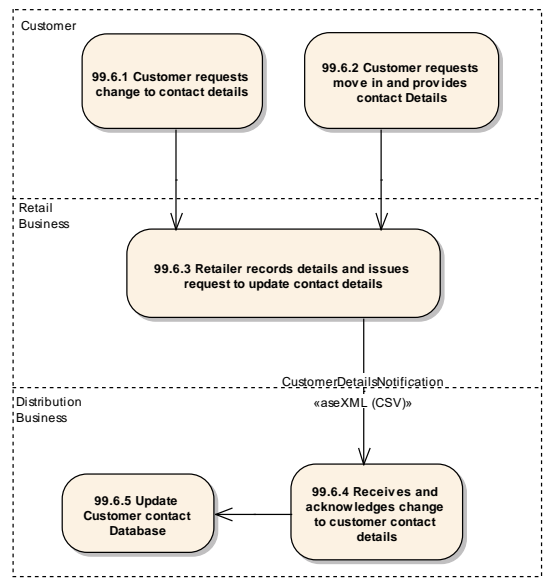 Customer
99.6.1 Customer requests
change to contact details
99.6.2 Customer requests
move in and provides
contact Details
Retail
Business
99.6.3 Retailer records details and issues
request to update contact details
CustomerDetailsNotification
«aseXML (CSV)»
Distribution
Business
99.6.5 Update
Customer contact
Database
99.6.4 Receives and
acknowledges change
to customer contact
details